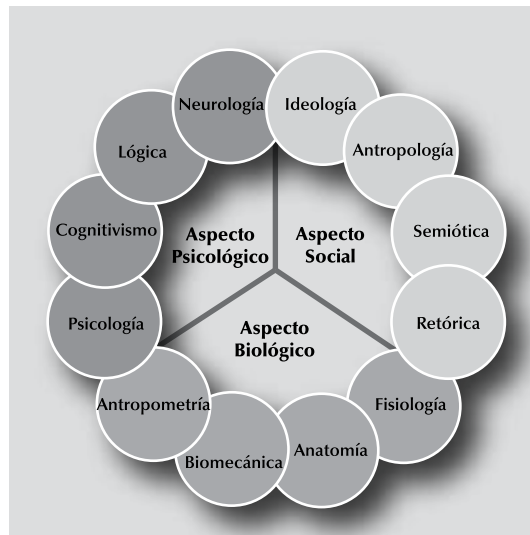 Neurología
Ideología
Lógica
Antropología
Cognitivismo
Aspecto
Psicológico
Aspecto
Social
Semiótica
Psicología
Aspecto
Biológico
Retórica
Antropometría
Fisiología
Biomecánica
Anatomía